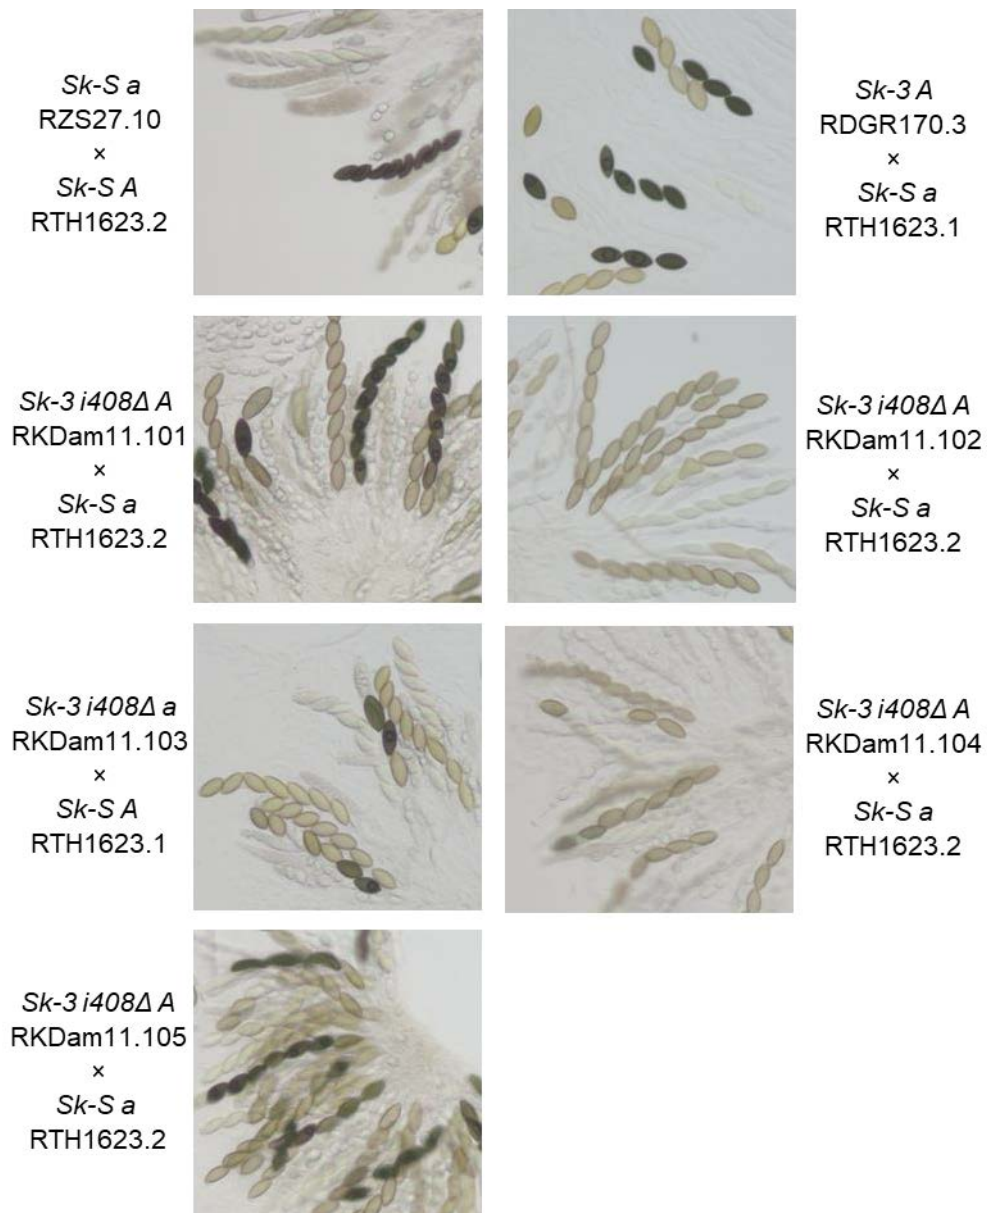 Sk-S a
RZS27.10
×
Sk-S A
RTH1623.2
Sk-3 A
RDGR170.3
×
Sk-S a
RTH1623.1
Sk-3 i408Δ A
RKDam11.101
×
Sk-S a
RTH1623.2
Sk-3 i408Δ A
RKDam11.102
×
Sk-S a
RTH1623.2
Sk-3 i408Δ a
RKDam11.103
×
Sk-S A
RTH1623.1
Sk-3 i408Δ A
RKDam11.104
×
Sk-S a
RTH1623.2
Sk-3 i408Δ A
RKDam11.105
×
Sk-S a
RTH1623.2